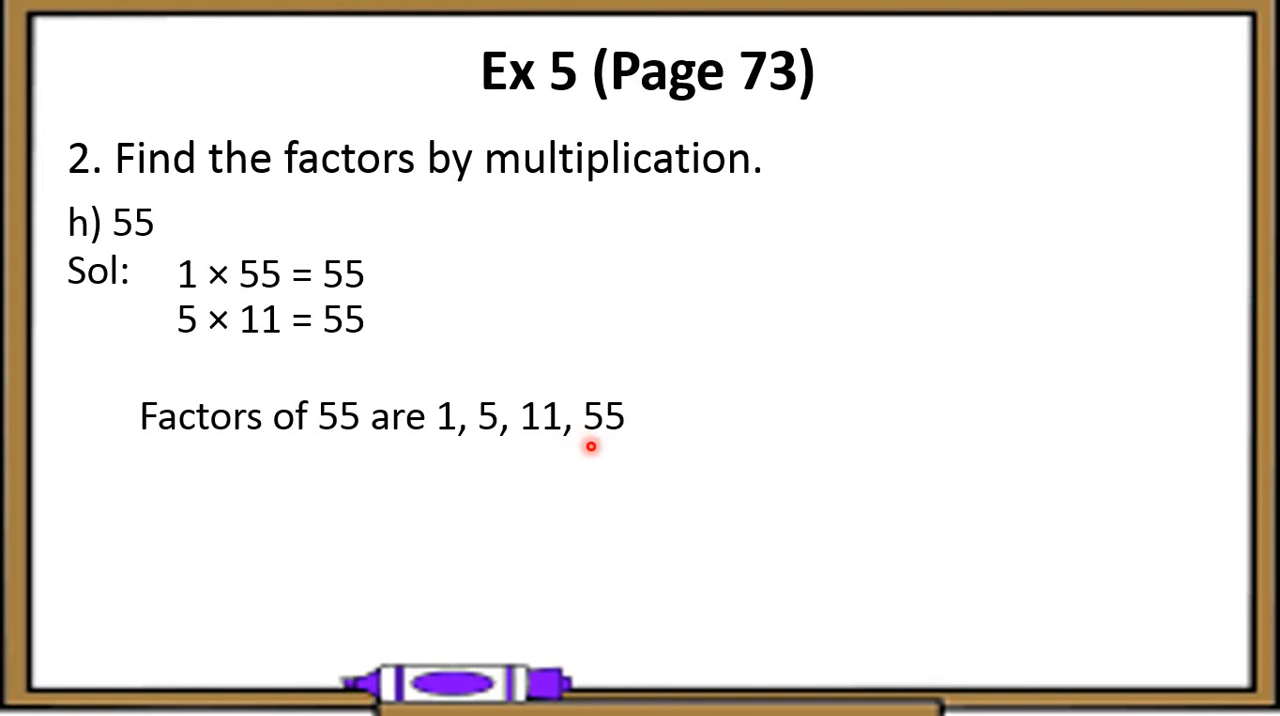 Ex 5 (Page 73)
2. Find the factors by multiplication.
h) 55
Sol: 1 × 55 = 55
5 × 11 = 55
Factors of 55 are 1, 5, 11, 55